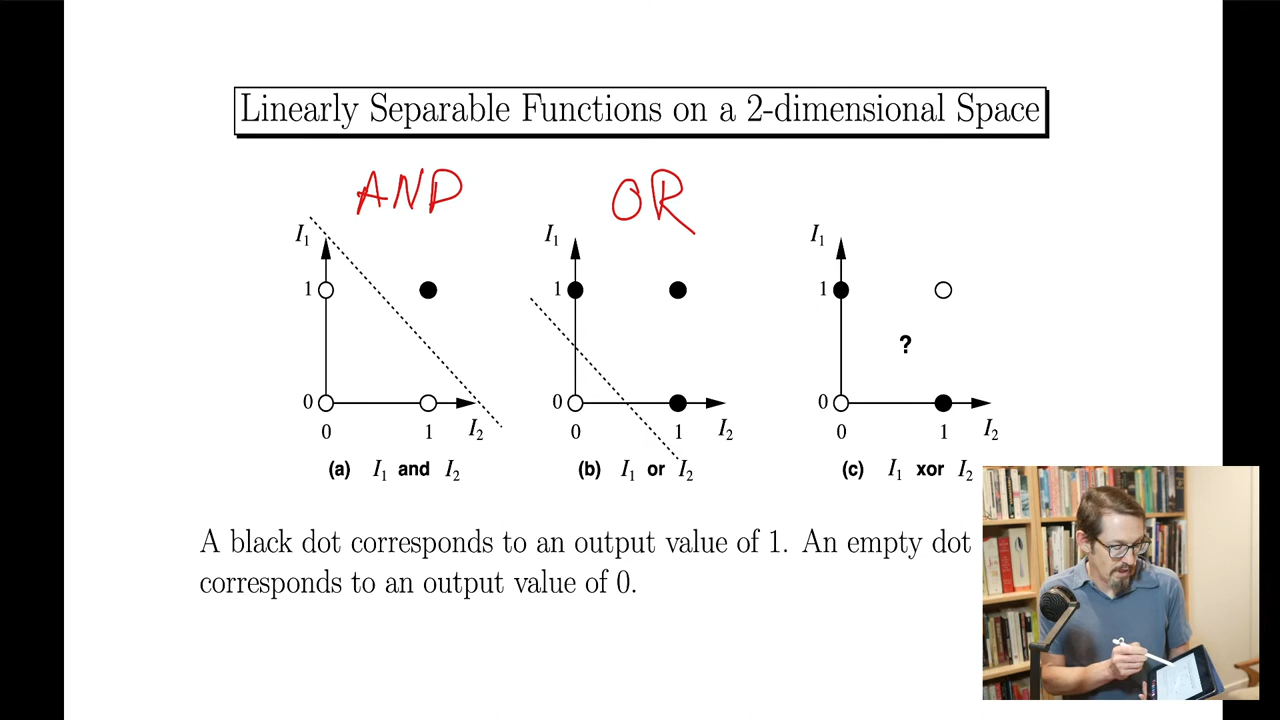 Linearly Separable Functions on a 2-dimensional Space
AND OR
I₁ I₁ I₁
1 1 1
?
0 0 0
0 1 I₂ 0 1 I₂ 0 1 I₂
(a) I₁ and I₂ (b) I₁ or I₂ (c) I₁ xor I₂
A black dot corresponds to an output value of 1. An empty dot
corresponds to an output value of 0.